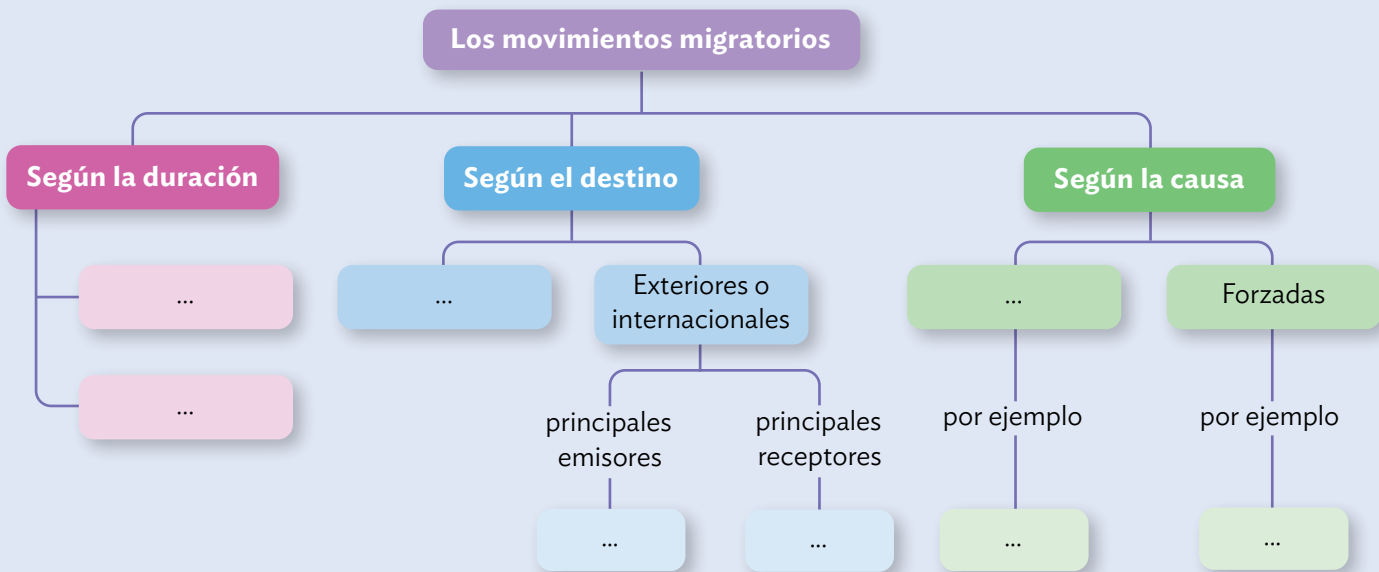 Los movimientos migratorios
Según la duración
Según el destino
Según la causa
...
...
Exteriores o
internacionales
...
Forzadas
...
principales
emisores
principales
receptores
por ejemplo
por ejemplo
...
...
...
...